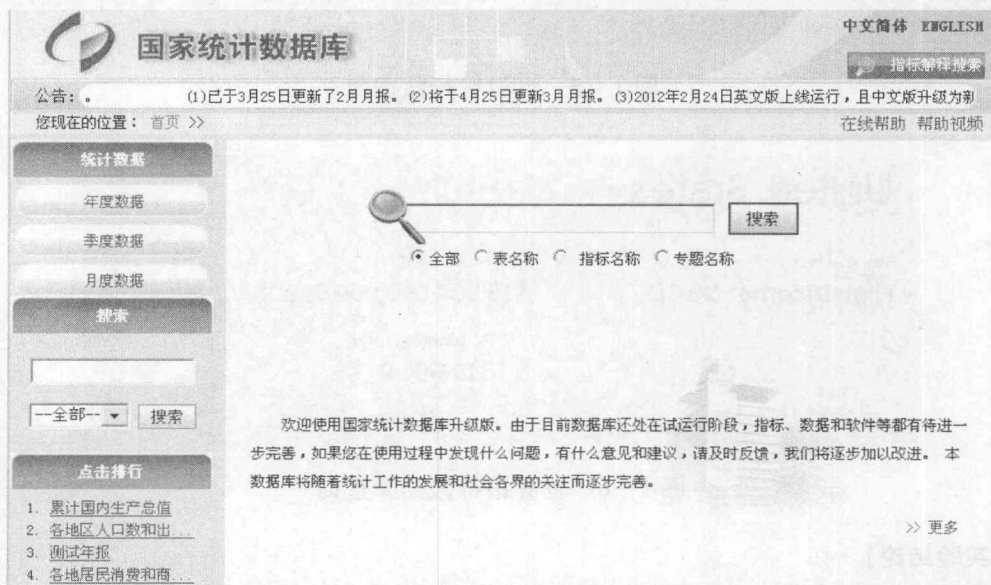 国家统计数据库
中文简体 ENGLISH
指标解释搜索
公告： 。 (1)已于3月25日更新了2月月报。 (2)将于4月25日更新3月月报。 (3)2012年2月24日英文版上线运行，且中文版升级为新
您现在的位置： 首页 >>
在线帮助 帮助视频
统计数据
年度数据
季度数据
月度数据
搜索
--全部--
搜索
点击排行
1. 累计国内生产总值
2. 各地区人口数和出...
3. 测试年报
4. 各地居民消费和商...
搜索
全部 表名称 指标名称 专题名称
欢迎使用国家统计数据库升级版。由于目前数据库还处在试运行阶段，指标、数据和软件等都有待进一
步完善，如果您在使用过程中发现什么问题，有什么意见和建议，请及时反馈，我们将逐步加以改进。 本
数据库将随着统计工作的发展和社会各界的关注而逐步完善。
>> 更多